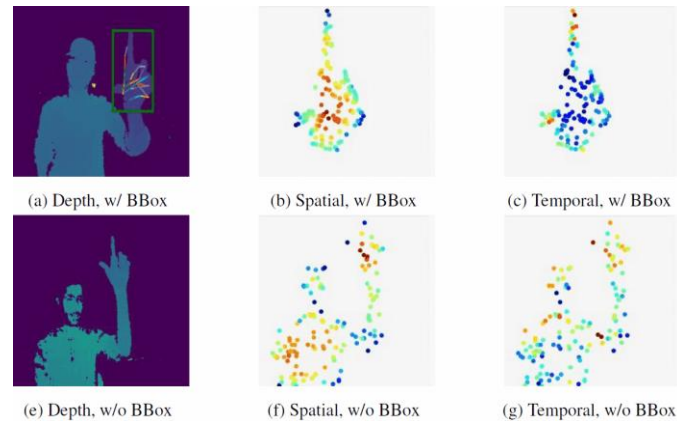 (a) Depth, w/ BBox
(b) Spatial, w/ BBox
(c) Temporal, w/ BBox
(e) Depth, w/o BBox
(f) Spatial, w/o BBox
(g) Temporal, w/o BBox